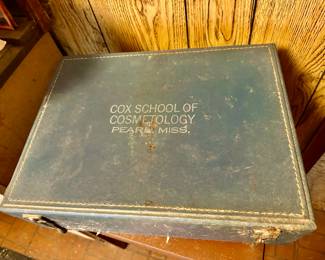 COX SCHOOL OF
COSMETOLOGY
PEARL, MISS.